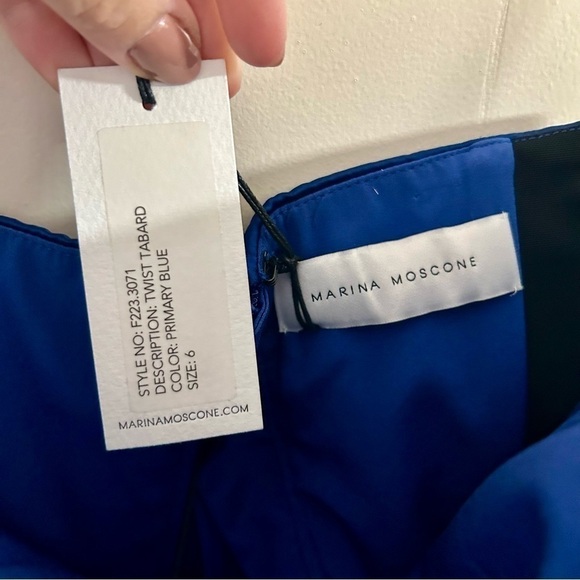 STYLE NO: F223.3071
DESCRIPTION: TWIST TABARD
COLOR: PRIMARY BLUE
SIZE: 6
MARINAMOSCONE.COM
MARINA MOSCONE